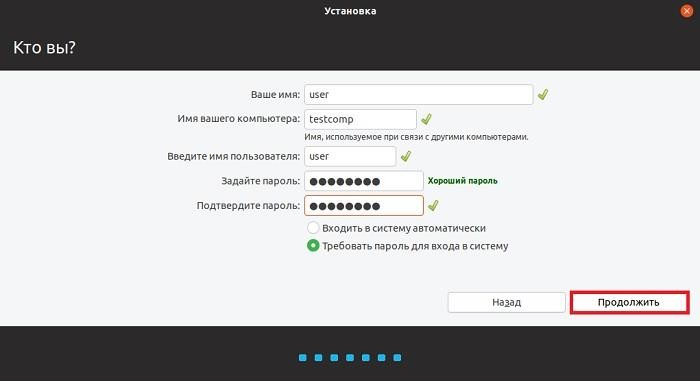 Установка
Кто вы?
Ваше имя: user
Имя вашего компьютера: testcomp
Имя, используемое при связи с другими компьютерами.
Введите имя пользователя: user
Задайте пароль: ●●●●●●●● Хороший пароль
Подтвердите пароль: ●●●●●●●●
Входить в систему автоматически
Требовать пароль для входа в систему
Назад Продолжить